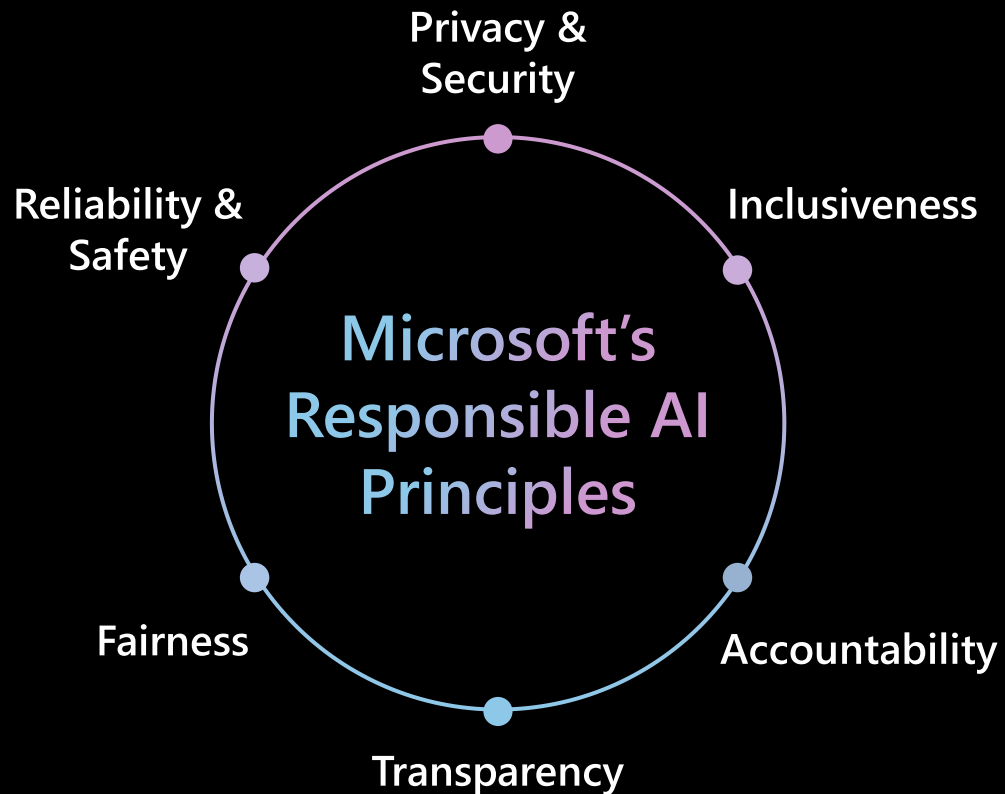 Privacy &
Security
Reliability &
Safety
Inclusiveness
Microsoft’s
Responsible AI
Principles
Fairness
Accountability
Transparency